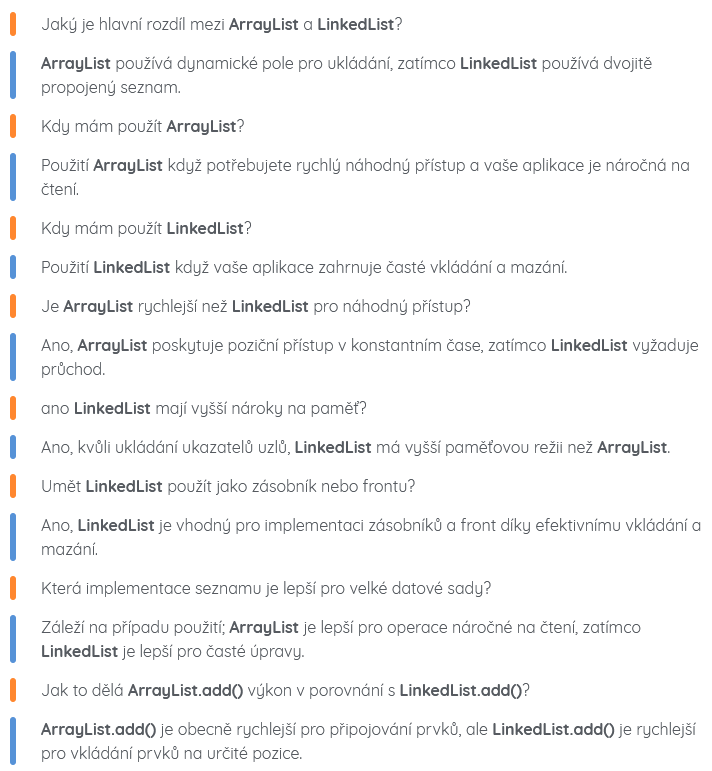 Jaký je hlavní rozdíl mezi ArrayList a LinkedList?
ArrayList používá dynamické pole pro ukládání, zatímco LinkedList používá dvojitě
propojený seznam.
Kdy mám použít ArrayList?
Použití ArrayList když potřebujete rychlý náhodný přístup a vaše aplikace je náročná na
čtení.
Kdy mám použít LinkedList?
Použití LinkedList když vaše aplikace zahrnuje časté vkládání a mazání.
Je ArrayList rychlejší než LinkedList pro náhodný přístup?
Ano, ArrayList poskytuje poziční přístup v konstantním čase, zatímco LinkedList vyžaduje
průchod.
ano LinkedList mají vyšší nároky na paměť?
Ano, kvůli ukládání ukazatelů uzlů, LinkedList má vyšší paměťovou režii než ArrayList.
Umět LinkedList použít jako zásobník nebo frontu?
Ano, LinkedList je vhodný pro implementaci zásobníků a front díky efektivnímu vkládání a
mazání.
Která implementace seznamu je lepší pro velké datové sady?
Záleží na případu použití; ArrayList je lepší pro operace náročné na čtení, zatímco
LinkedList je lepší pro časté úpravy.
Jak to dělá ArrayList.add() výkon v porovnání s LinkedList.add()?
ArrayList.add() je obecně rychlejší pro připojování prvků, ale LinkedList.add() je rychlejší
pro vkládání prvků na určité pozice.